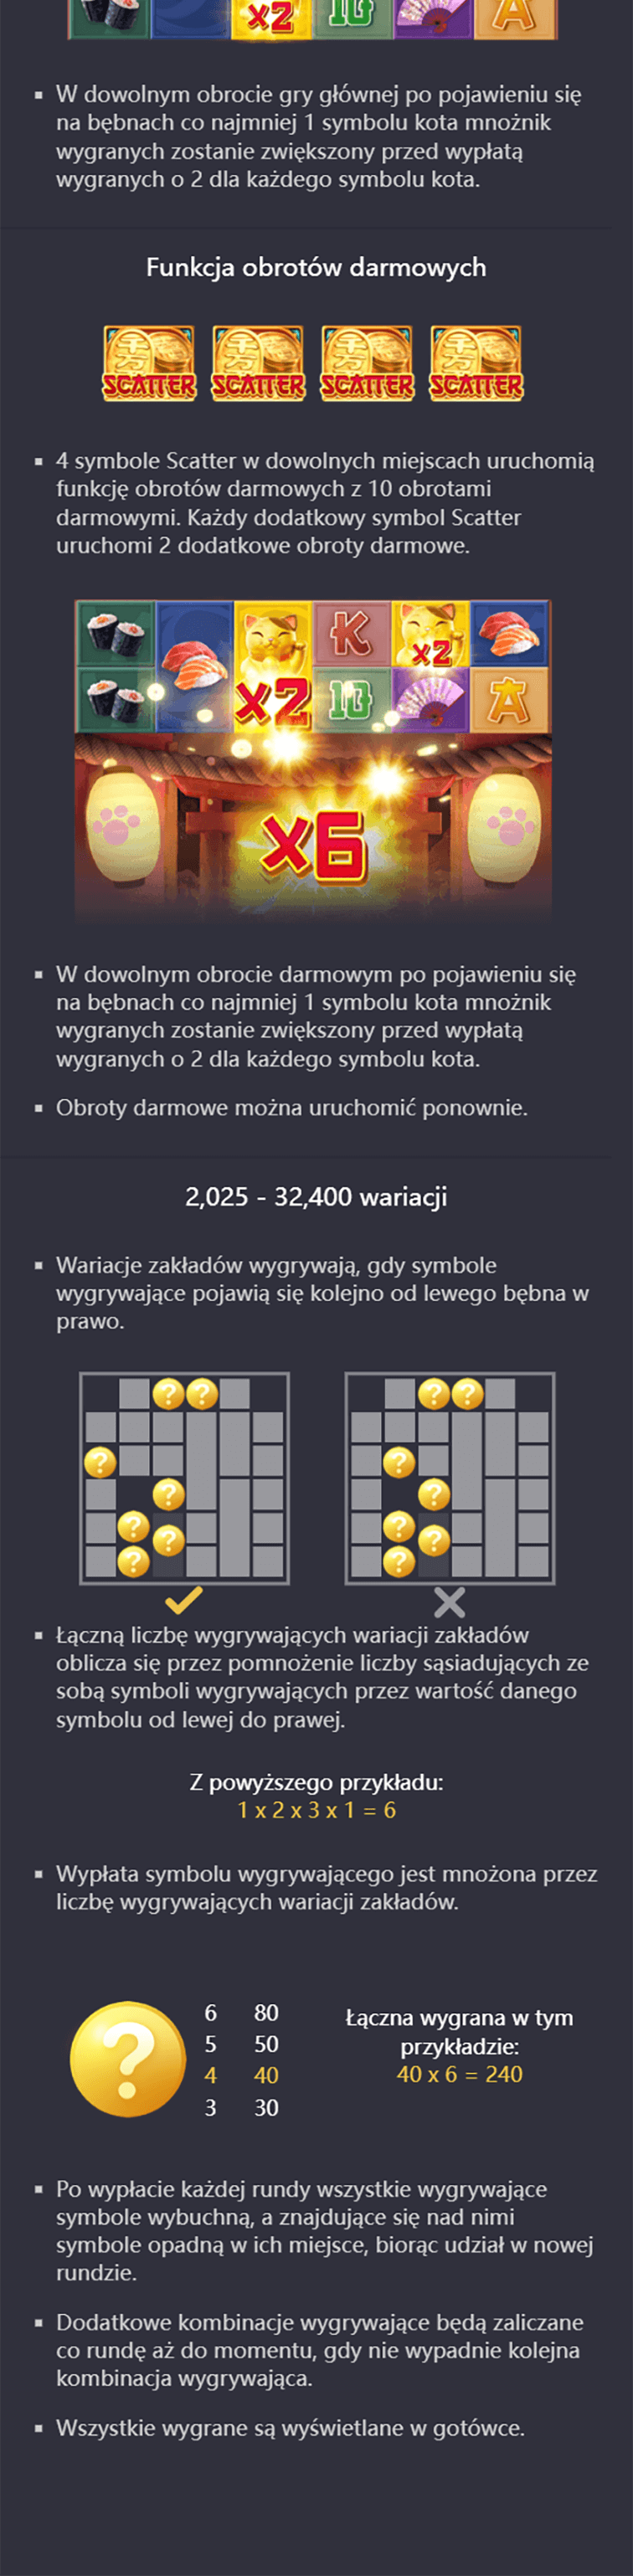 x2 10 A
▪ W dowolnym obrocie gry głównej po pojawieniu się
na bębnach co najmniej 1 symbolu kota mnożnik
wygranych zostanie zwiększony przed wypłatą
wygranych o 2 dla każdego symbolu kota.
Funkcja obrotów darmowych
千万 千万 千万 千万
SCATTER SCATTER SCATTER SCATTER
▪ 4 symbole Scatter w dowolnych miejscach uruchomią
funkcję obrotów darmowych z 10 obrotami
darmowymi. Każdy dodatkowy symbol Scatter
uruchomi 2 dodatkowe obroty darmowe.
K x2
x2 10 A
x6
▪ W dowolnym obrocie darmowym po pojawieniu się
na bębnach co najmniej 1 symbolu kota mnożnik
wygranych zostanie zwiększony przed wypłatą
wygranych o 2 dla każdego symbolu kota.
▪ Obroty darmowe można uruchomić ponownie.
2,025 - 32,400 wariacji
▪ Wariacje zakładów wygrywają, gdy symbole
wygrywające pojawią się kolejno od lewego bębna w
prawo.
? ? ? ?
? ?
? ?
? ? ? ?
? ?
▪ Łączną liczbę wygrywających wariacji zakładów
oblicza się przez pomnożenie liczby sąsiadujących ze
sobą symboli wygrywających przez wartość danego
symbolu od lewej do prawej.
Z powyższego przykładu:
1 x 2 x 3 x 1 = 6
▪ Wypłata symbolu wygrywającego jest mnożona przez
liczbę wygrywających wariacji zakładów.
?
6 80
5 50
4 40
3 30
Łączna wygrana w tym
przykładzie:
40 x 6 = 240
▪ Po wypłacie każdej rundy wszystkie wygrywające
symbole wybuchną, a znajdujące się nad nimi
symbole opadną w ich miejsce, biorąc udział w nowej
rundzie.
▪ Dodatkowe kombinacje wygrywające będą zaliczane
co rundę aż do momentu, gdy nie wypadnie kolejna
kombinacja wygrywająca.
▪ Wszystkie wygrane są wyświetlane w gotówce.